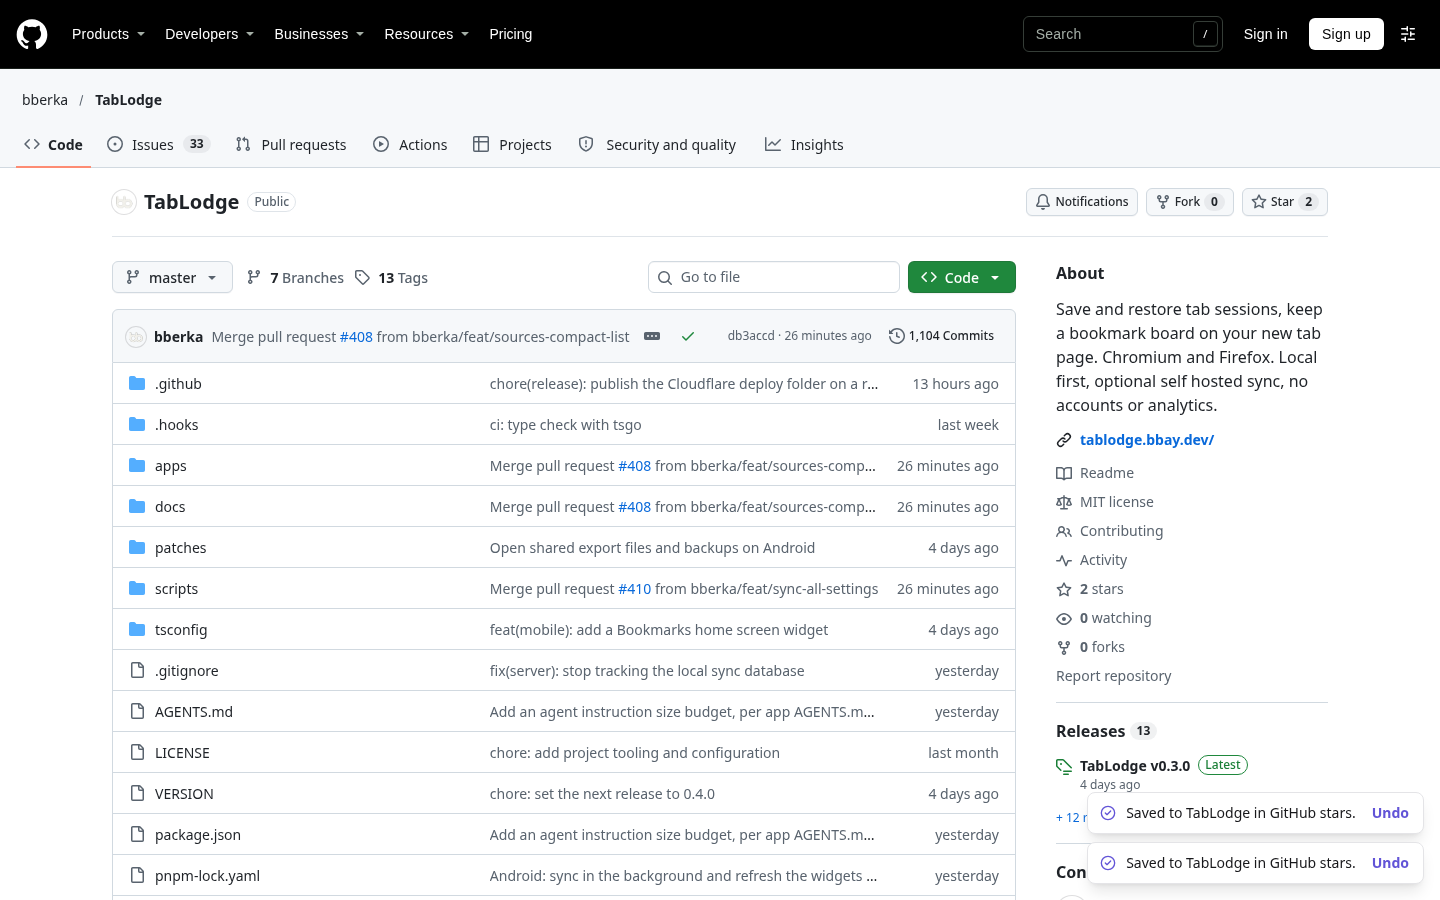 Products Developers Businesses Resources Pricing Search / Sign in Sign up
bberka / TabLodge
Code Issues 33 Pull requests Actions Projects Security and quality Insights
TabLodge Public Notifications Fork 0 Star 2
master 7 Branches 13 Tags Go to file Code
bberka Merge pull request #408 from bberka/feat/sources-compact-list db3accd · 26 minutes ago 1,104 Commits
.github chore(release): publish the Cloudflare deploy folder on a r... 13 hours ago
.hooks ci: type check with tsgo last week
apps Merge pull request #408 from bberka/feat/sources-comp... 26 minutes ago
docs Merge pull request #408 from bberka/feat/sources-comp... 26 minutes ago
patches Open shared export files and backups on Android 4 days ago
scripts Merge pull request #410 from bberka/feat/sync-all-settings 26 minutes ago
tsconfig feat(mobile): add a Bookmarks home screen widget 4 days ago
.gitignore fix(server): stop tracking the local sync database yesterday
AGENTS.md Add an agent instruction size budget, per app AGENTS.m... yesterday
LICENSE chore: add project tooling and configuration last month
VERSION chore: set the next release to 0.4.0 4 days ago
package.json Add an agent instruction size budget, per app AGENTS.m... yesterday
pnpm-lock.yaml Android: sync in the background and refresh the widgets ... yesterday
About
Save and restore tab sessions, keep
a bookmark board on your new tab
page. Chromium and Firefox. Local
first, optional self hosted sync, no
accounts or analytics.
tablodge.bbay.dev/
Readme
MIT license
Contributing
Activity
2 stars
0 watching
0 forks
Report repository
Releases 13
TabLodge v0.3.0 Latest
4 days ago
+ 12
Saved to TabLodge in GitHub stars. Undo
Saved to TabLodge in GitHub stars. Undo